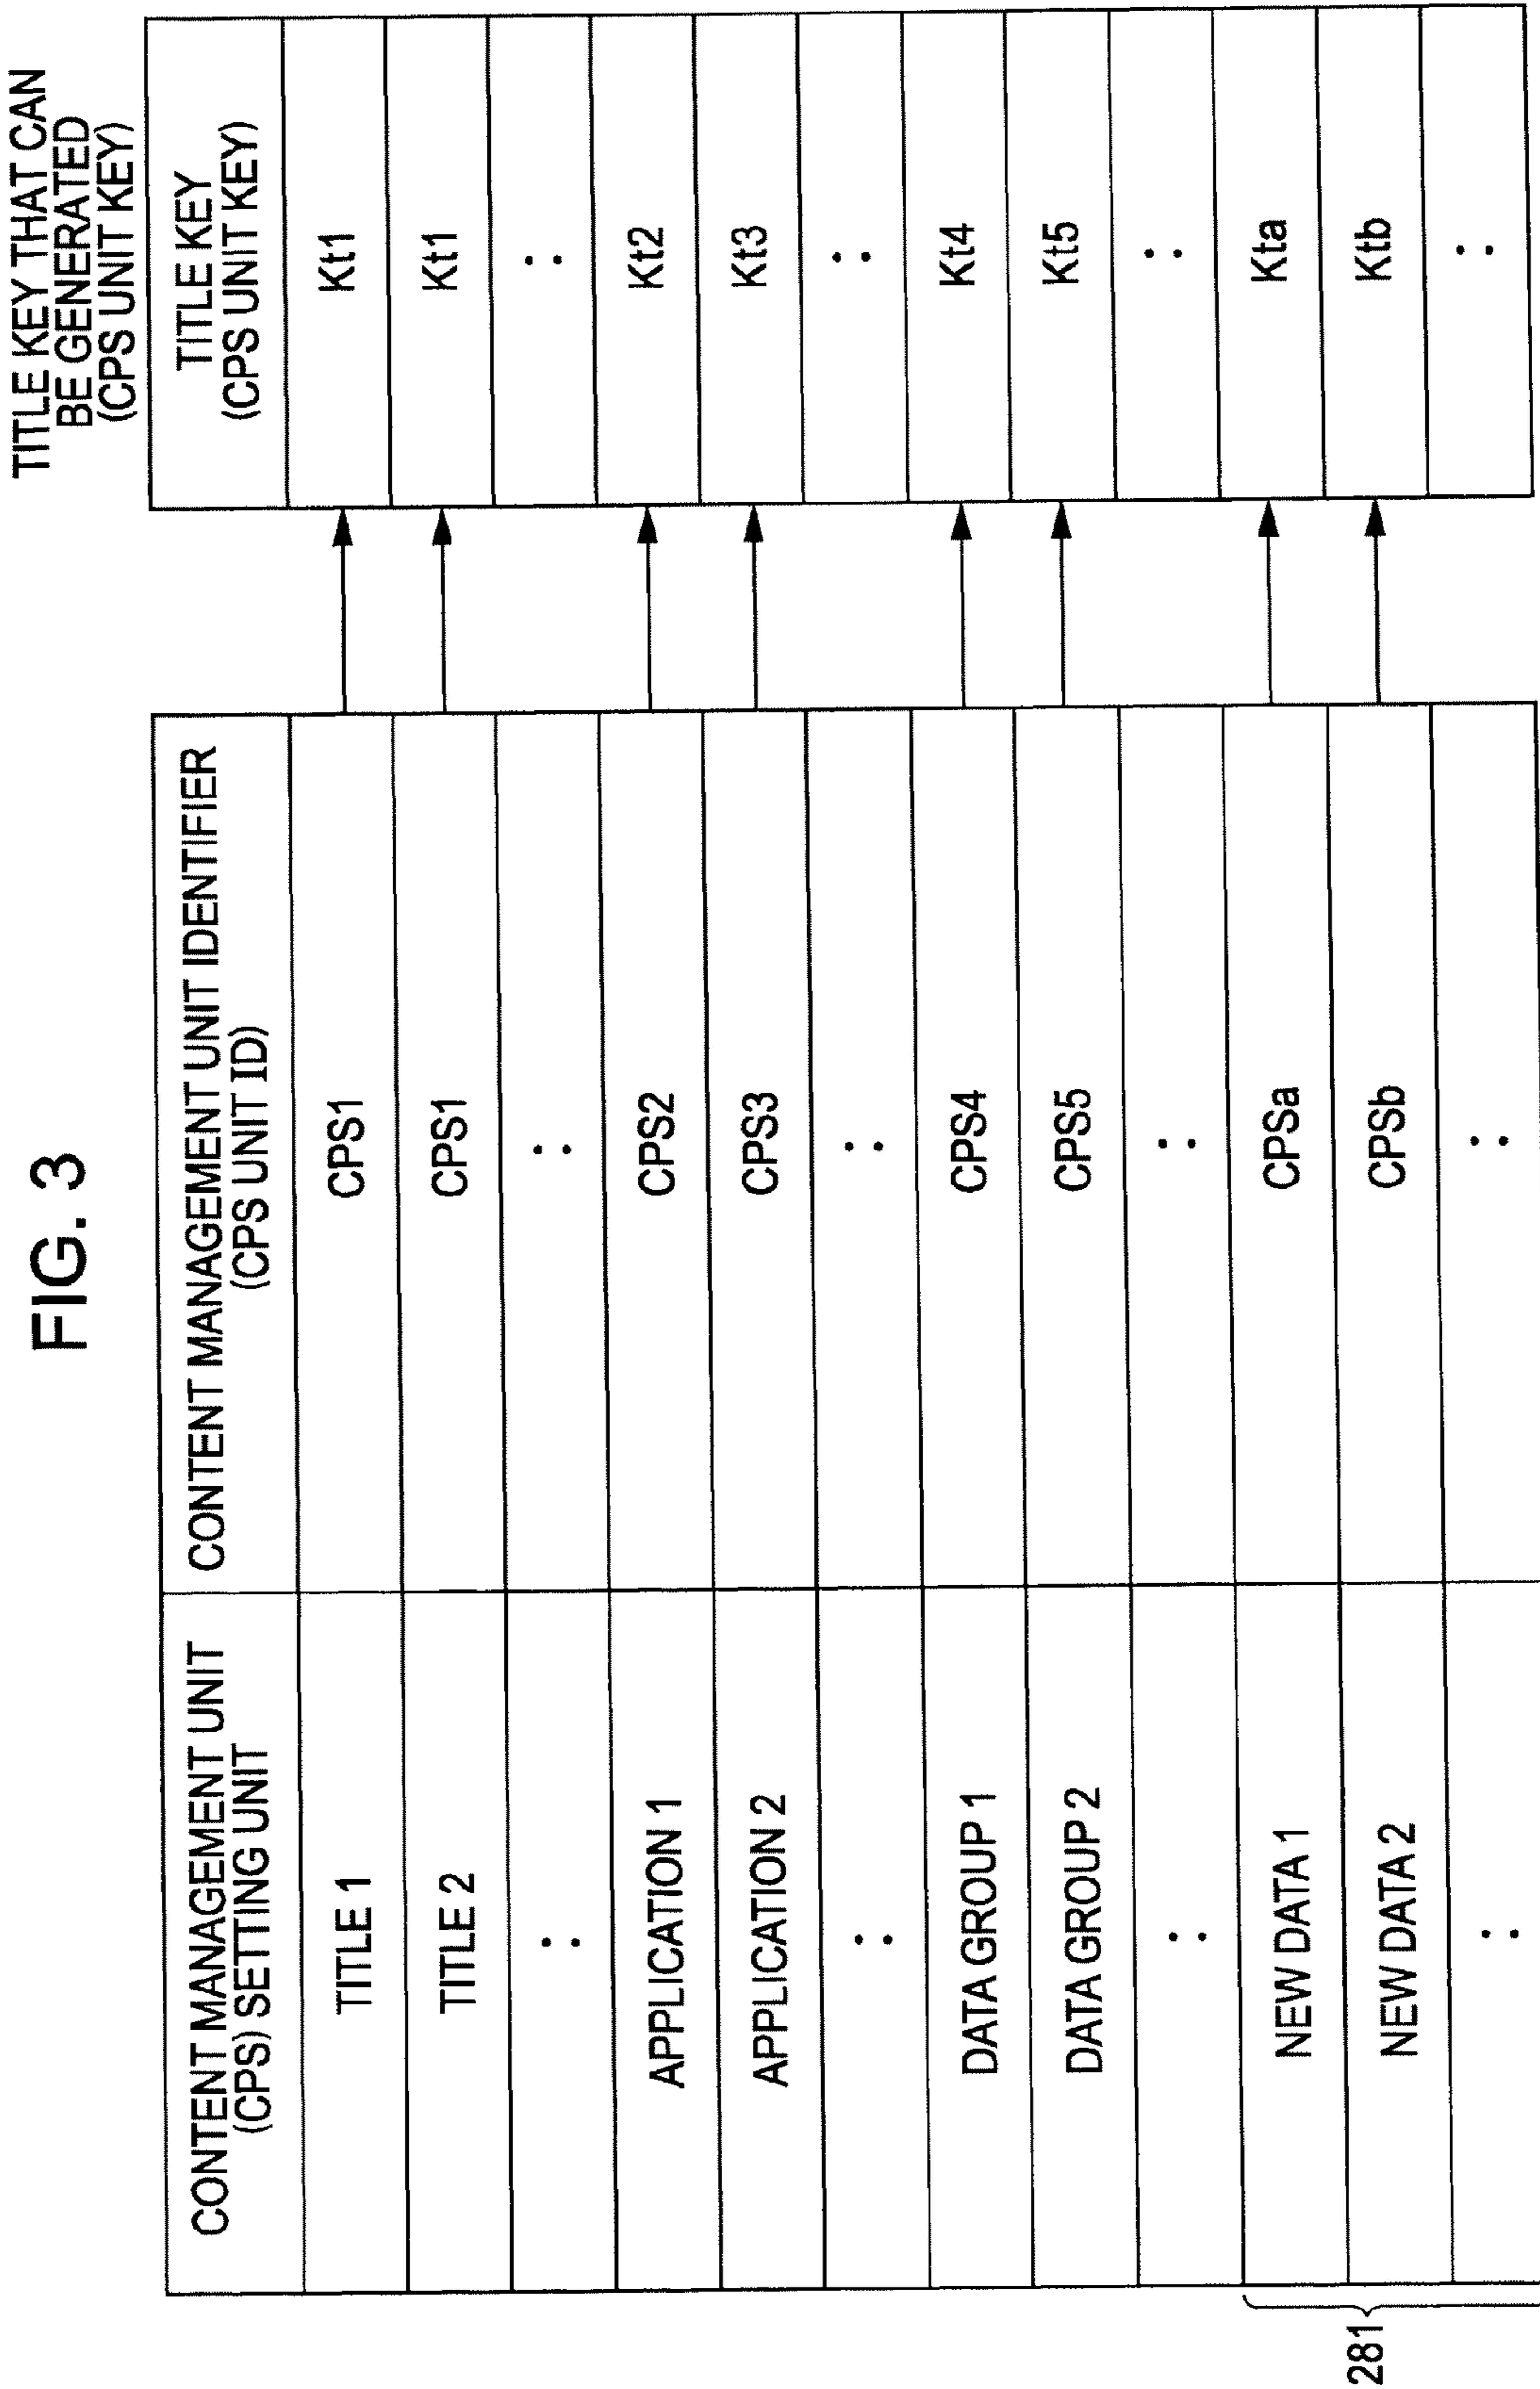 FIG. 3
TITLE KEY THAT CAN
BE GENERATED
(CPS UNIT KEY)
CONTENT MANAGEMENT UNIT
(CPS) SETTING UNIT
CONTENT MANAGEMENT UNIT IDENTIFIER
(CPS UNIT ID)
TITLE KEY
(CPS UNIT KEY)
TITLE 1
CPS1
Kt1
TITLE 2
CPS1
Kt1
:
:
:
APPLICATION 1
CPS2
Kt2
APPLICATION 2
CPS3
Kt3
:
:
:
DATA GROUP 1
CPS4
Kt4
DATA GROUP 2
CPS5
Kt5
:
:
:
281
NEW DATA 1
CPSa
Kta
NEW DATA 2
CPSb
Ktb
:
:
: